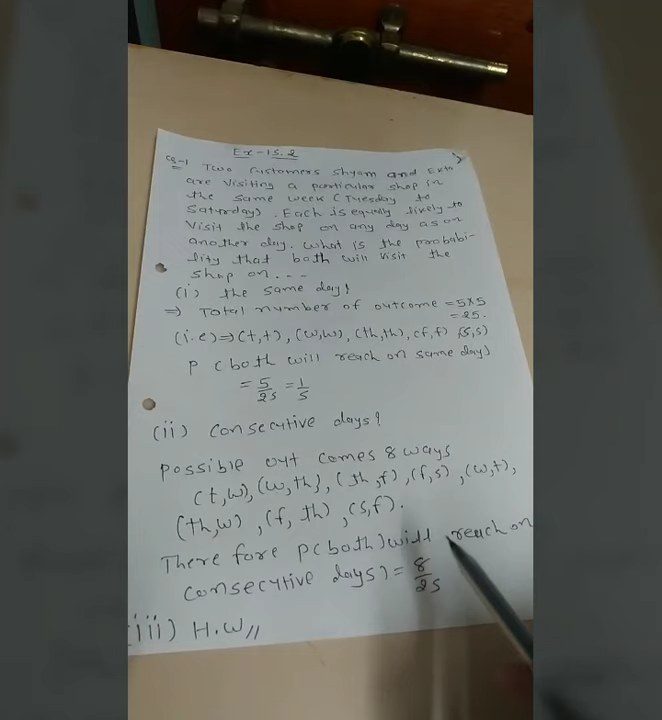 Ex-15.2
Q-1 Two Customers Shyam and Ekta
are visiting a particular shop in
the same week (Tuesday to
Saturday). Each is equally likely to
visit the shop on any day as on
another day. What is the probabi-
lity that both will visit the
shop on...
(i) the same day?
⇒ Total number of outcome = 5×5
= 25.
(i.e) ⇒ (t,t), (w,w), (th,th), (f,f) (s,s)
P (both will reach on same day)
= 5/25 = 1/5
(ii) Consecutive days?
possible out comes 8 ways
(t,w), (w,th), (th,f), (f,s), (w,t),
(th,w), (f,th), (s,f).
There fore P(both) will reach on
consecutive days) = 8/25
(iii) H.W//